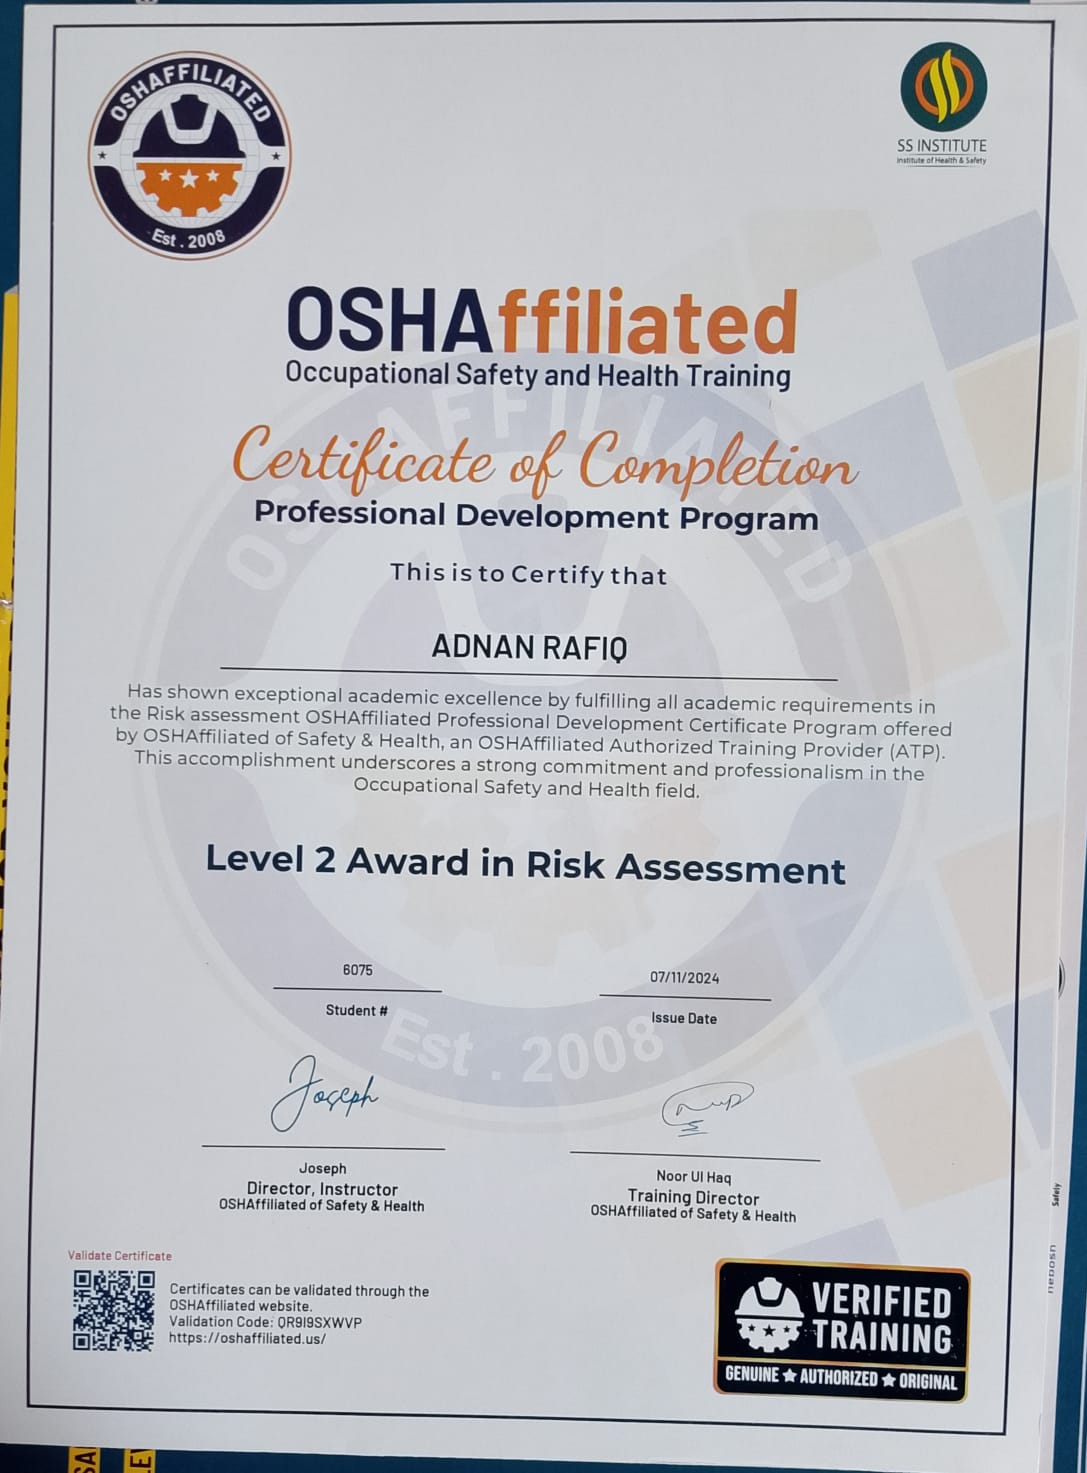 OSHAFFILIATED
Est . 2008
SS INSTITUTE
Institute of Health & Safety
OSHAffiliated
Occupational Safety and Health Training
Certificate of Completion
Professional Development Program
This is to Certify that
ADNAN RAFIQ
Has shown exceptional academic excellence by fulfilling all academic requirements in
the Risk assessment OSHAffiliated Professional Development Certificate Program offered
by OSHAffiliated of Safety & Health, an OSHAffiliated Authorized Training Provider (ATP).
This accomplishment underscores a strong commitment and professionalism in the
Occupational Safety and Health field.
Level 2 Award in Risk Assessment
6075
Student #
07/11/2024
Issue Date
OSHAFFILIATED
Est . 2008
Joseph
Joseph
Director, Instructor
OSHAffiliated of Safety & Health
Noor Ul Haq
Training Director
OSHAffiliated of Safety & Health
Validate Certificate
Certificates can be validated through the
OSHAffiliated website.
Validation Code: QR9I9SXWVP
https://oshaffiliated.us/
VERIFIED
TRAINING
GENUINE ★ AUTHORIZED ★ ORIGINAL
Safety
nebosh